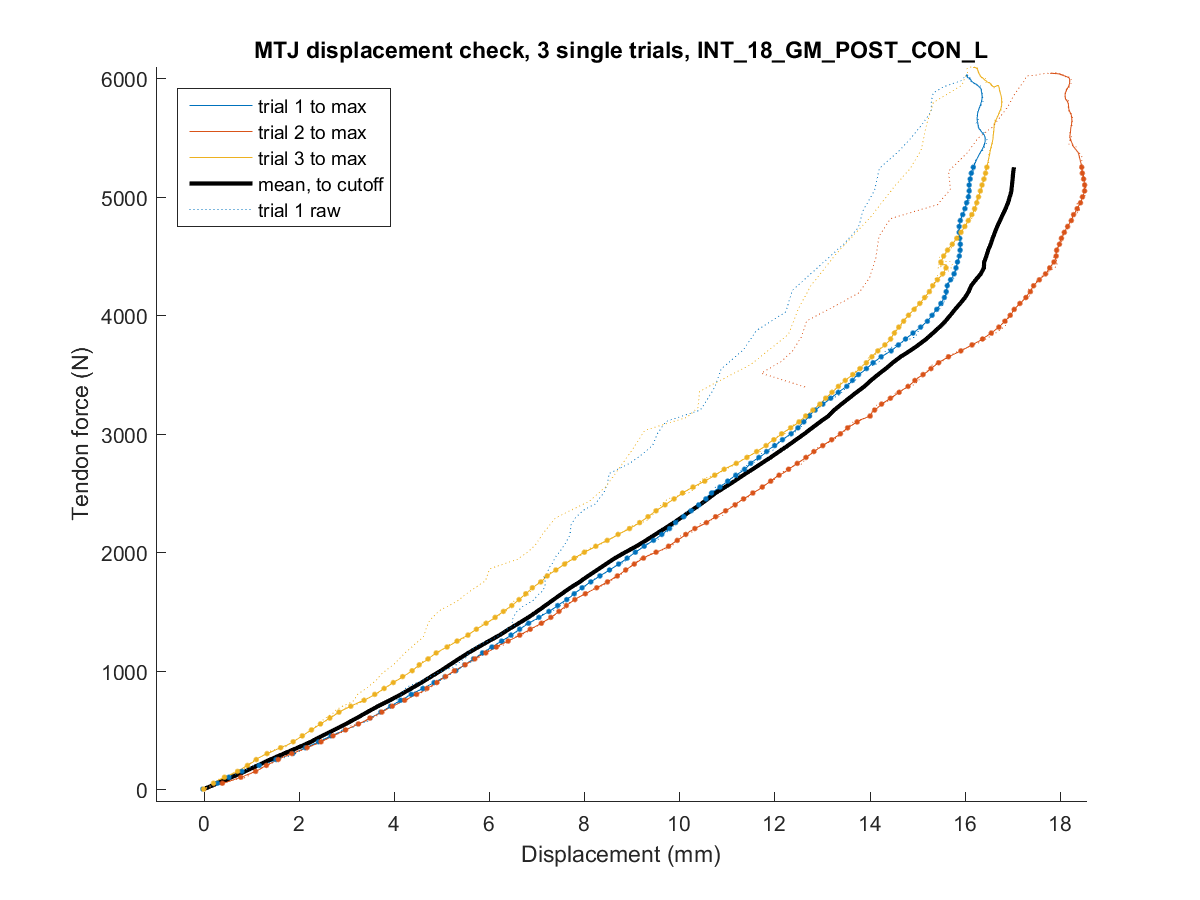 MTJ displacement check, 3 single trials, INT_18_GM_POST_CON_L
trial 1 to max
trial 2 to max
trial 3 to max
mean, to cutoff
trial 1 raw
6000
5000
4000
3000
2000
1000
0
Tendon force (N)
0 2 4 6 8 10 12 14 16 18
Displacement (mm)